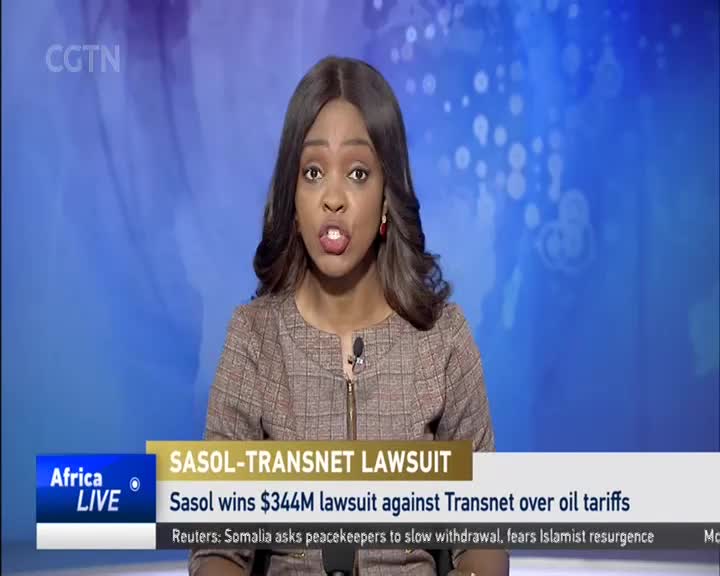 CGTN
SASOL-TRANSNET LAWSUIT
Africa
LIVE
Sasol wins $344M lawsuit against Transnet over oil tariffs
Reuters: Somalia asks peacekeepers to slow withdrawal, fears Islamist resurgence